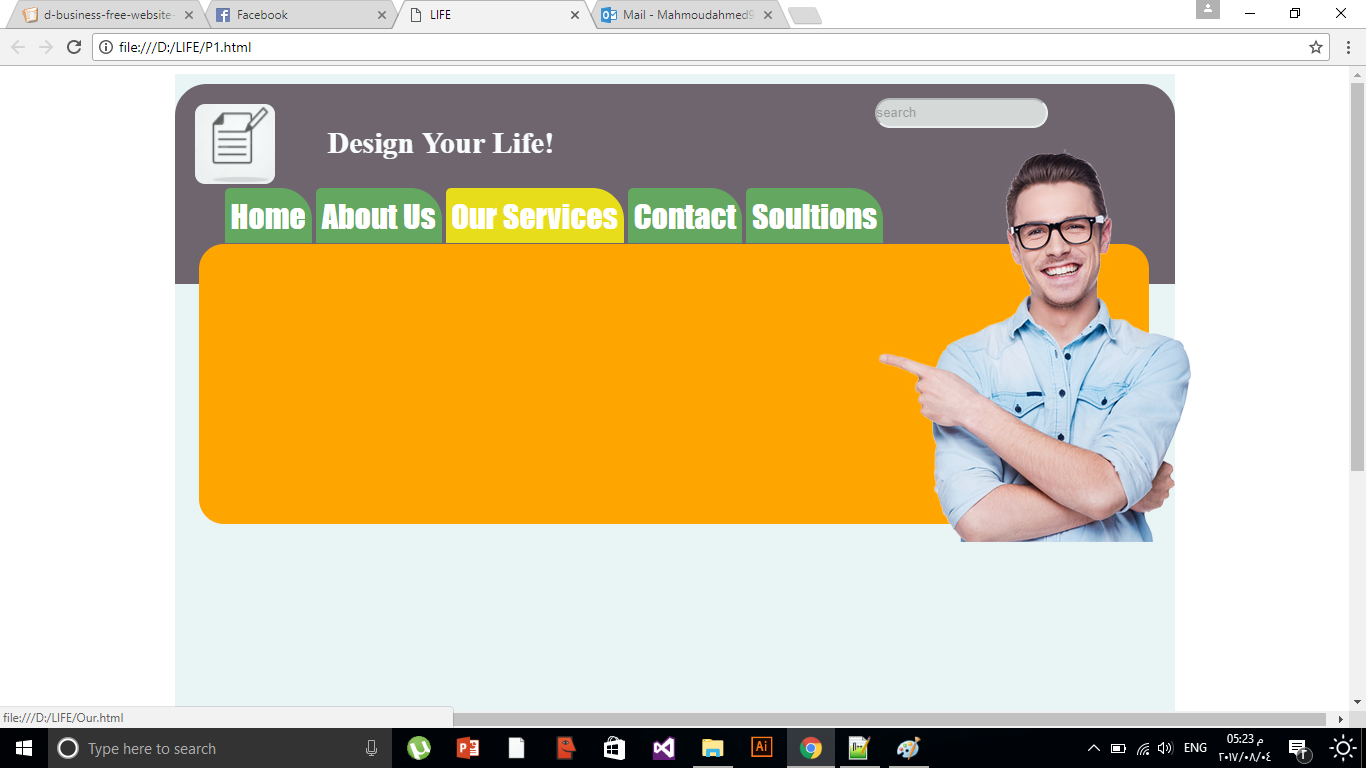 d-business-free-website-
Facebook
LIFE
Mail - Mahmoudahmed9
file:///D:/LIFE/P1.html
search
Design Your Life!
Home
About Us
Our Services
Contact
Soultions
file:///D:/LIFE/Our.html
Type here to search
ENG
05:23 م
٢٠١٧/٠٨/٠٤